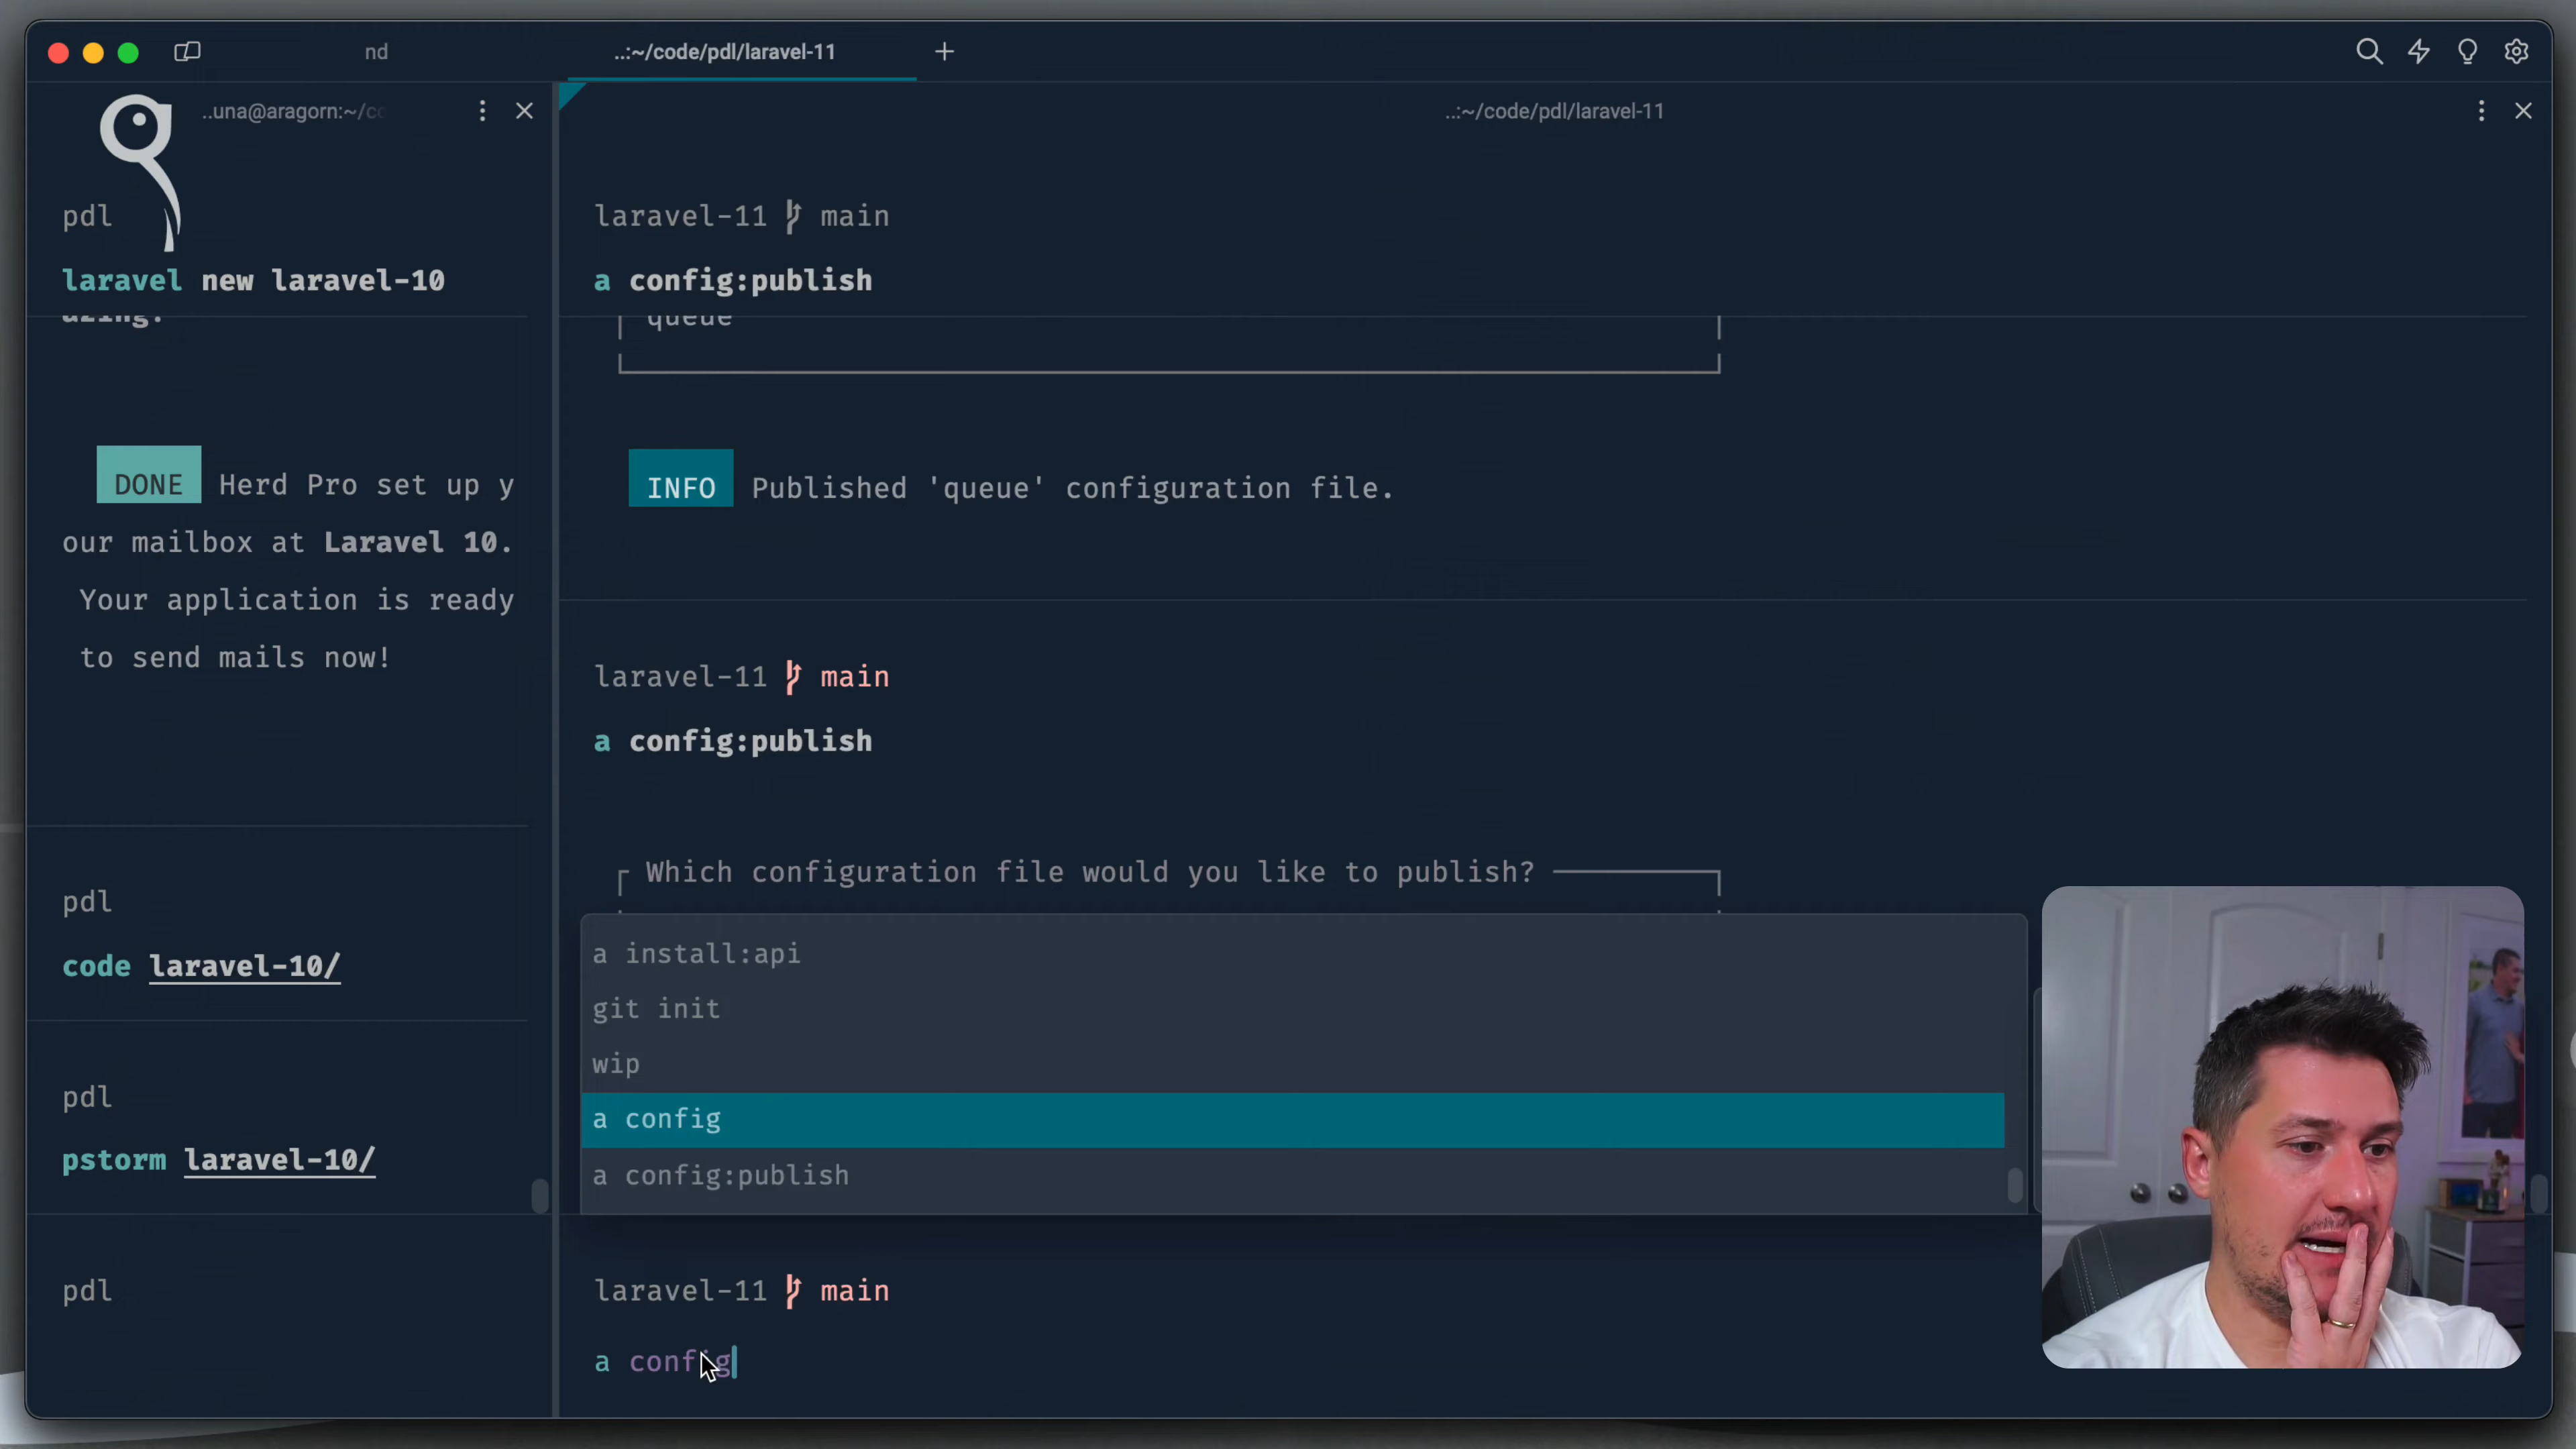 nd
..:~/code/pdl/laravel-11
..una@aragorn:~/co
pdl
laravel new laravel-10
azing.
DONE Herd Pro set up y
our mailbox at Laravel 10.
Your application is ready
to send mails now!
pdl
code laravel-10/
pdl
pstorm laravel-10/
pdl
..:~/code/pdl/laravel-11
laravel-11 main
a config:publish
queue
INFO Published 'queue' configuration file.
laravel-11 main
a config:publish
Which configuration file would you like to publish?
a install:api
git init
wip
a config
a config:publish
laravel-11 main
a config